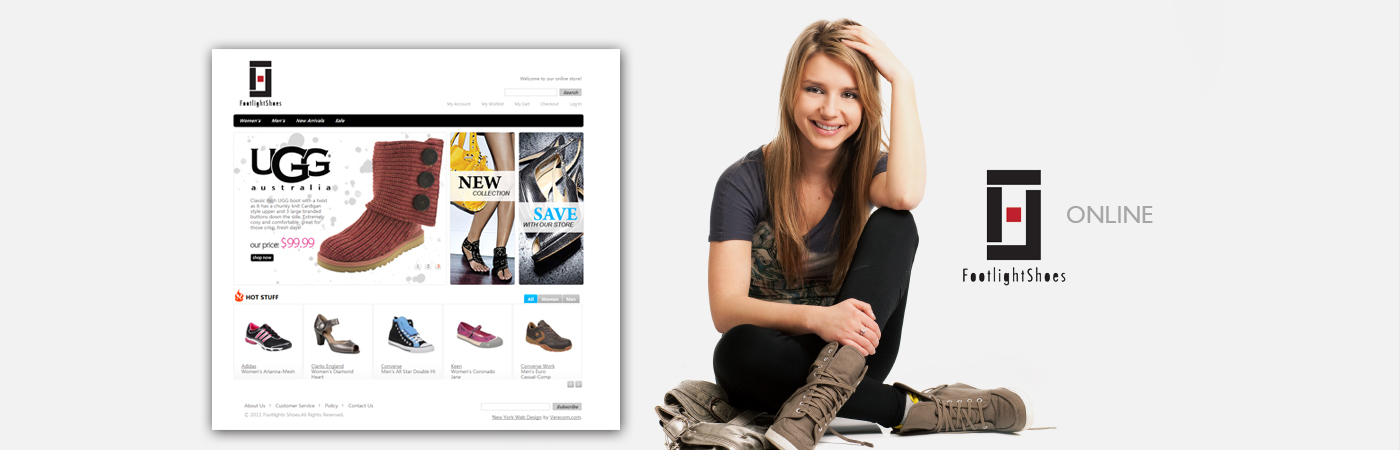 FootlightShoes
Welcome to our online store!
Search
My Account My Wishlist My Cart Checkout Log In
Women's Men's New Arrivals Sale
UGG
australia
Classic high UGG boot with a twist
as it has a chunky knit Cardigan
style upper and 3 large branded
buttons down the side. Extremely
cosy and comfortable, great for
those crisp, fresh days!
our price: $99.99
shop now
1 2 3
NEW
COLLECTION
SAVE
WITH OUR STORE
HOT STUFF
All Women Men
Adidas
Women's Arianna-Mesh
Clarks England
Women's Diamond
Heart
Converse
Men's All Star Double Hi
Keen
Women's Coronado
Jane
Converse Work
Men's Euro
Casual-Comp
About Us Customer Service Policy Contact Us
Subscribe
© 2012 Footlights Shoes.All Rights Reserved.
New York Web Design by Verecom.com.
FootlightShoes
ONLINE